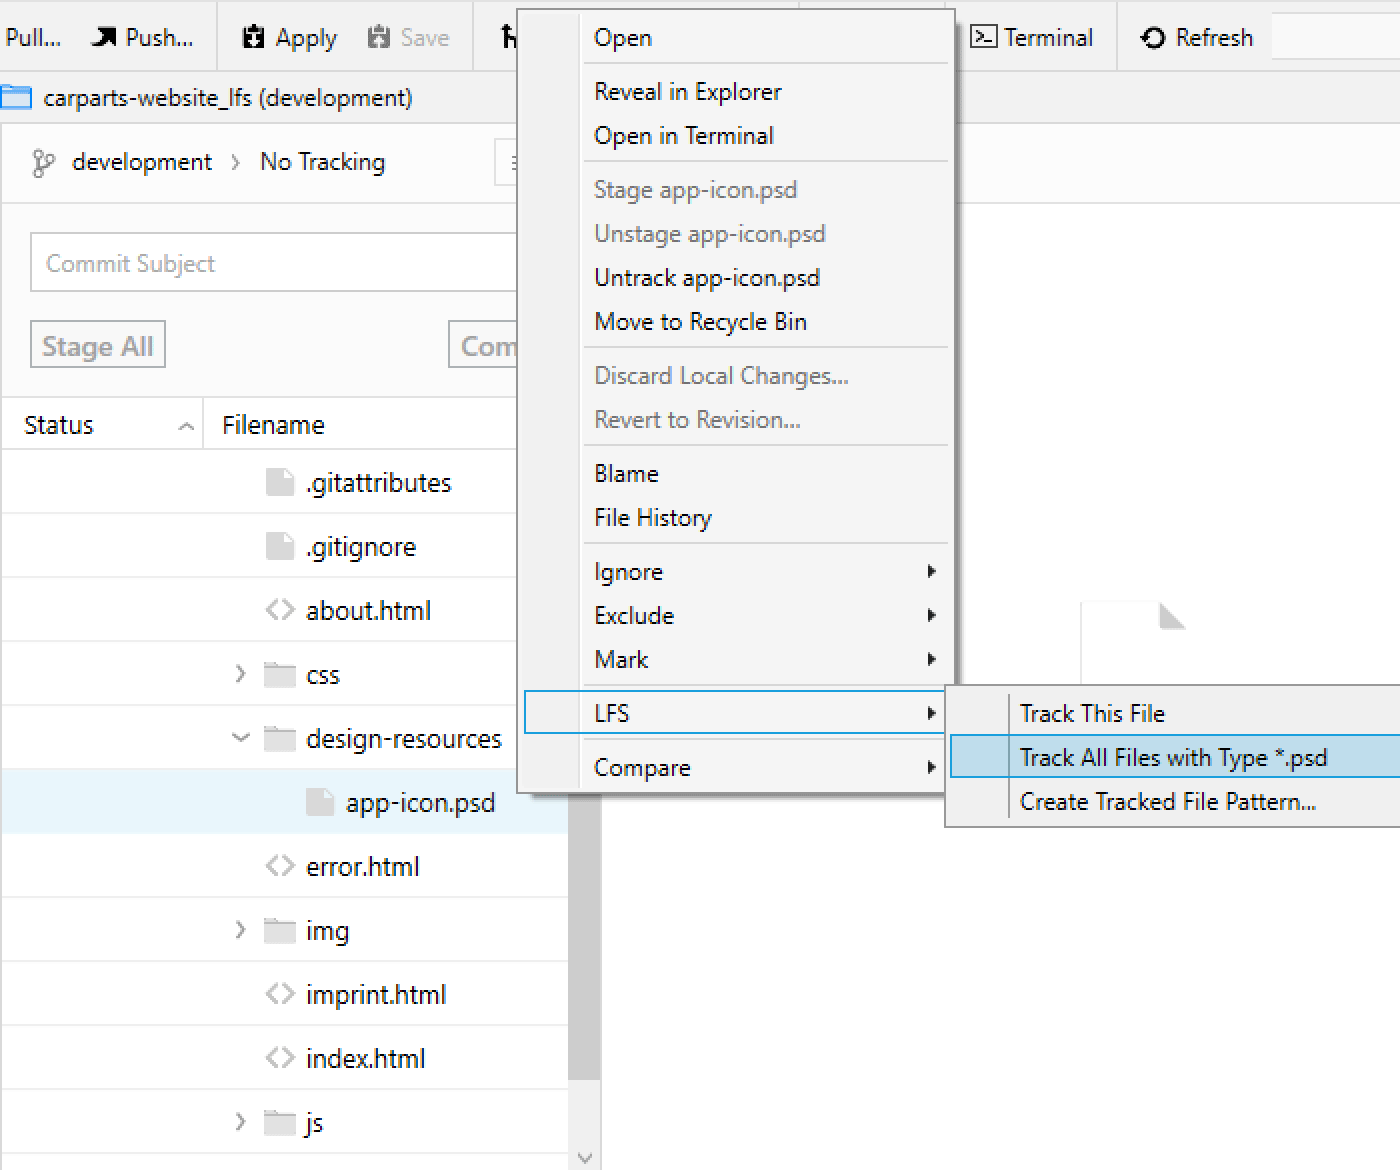 Pull... Push... Apply Save Terminal Refresh
carparts-website_lfs (development)
development No Tracking
Commit Subject
Stage All
Status Filename
.gitattributes
.gitignore
about.html
css
design-resources
app-icon.psd
error.html
img
imprint.html
index.html
js
Open
Reveal in Explorer
Open in Terminal
Stage app-icon.psd
Unstage app-icon.psd
Untrack app-icon.psd
Move to Recycle Bin
Discard Local Changes...
Revert to Revision...
Blame
File History
Ignore
Exclude
Mark
LFS
Compare
Track This File
Track All Files with Type *.psd
Create Tracked File Pattern...